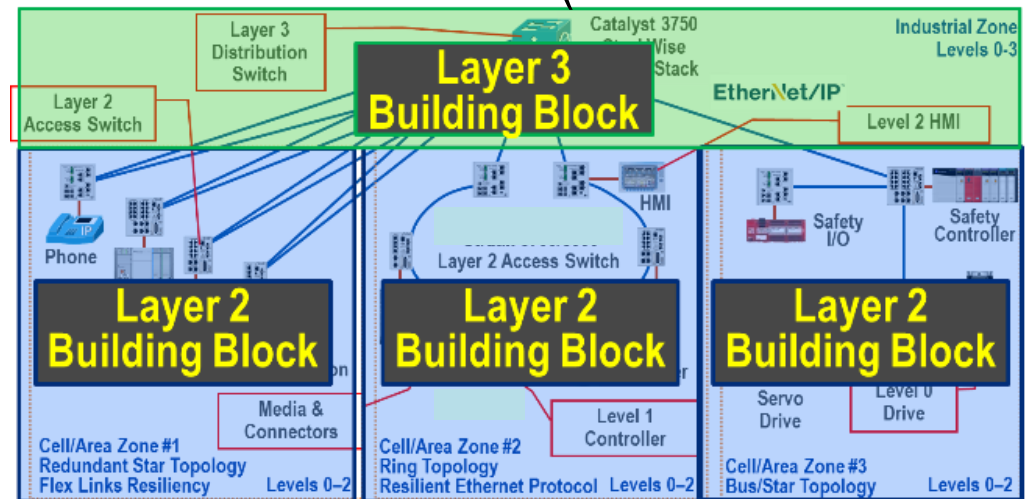 Layer 3
Distribution
Switch
Catalyst 3750
Stack
Industrial Zone
Levels 0-3
Layer 3
Building Block
EtherNet/IP
Layer 2
Access Switch
Level 2 HMI
Phone
IP
HMI
Layer 2 Access Switch
Safety
I/O
Safety
Controller
Layer 2
Building Block
Layer 2
Building Block
Layer 2
Building Block
Media &
Connectors
Level 1
Controller
Servo
Drive
Level 0
Drive
Cell/Area Zone #1
Redundant Star Topology
Flex Links Resiliency
Levels 0–2
Cell/Area Zone #2
Ring Topology
Resilient Ethernet Protocol
Levels 0–2
Cell/Area Zone #3
Bus/Star Topology
Levels 0–2